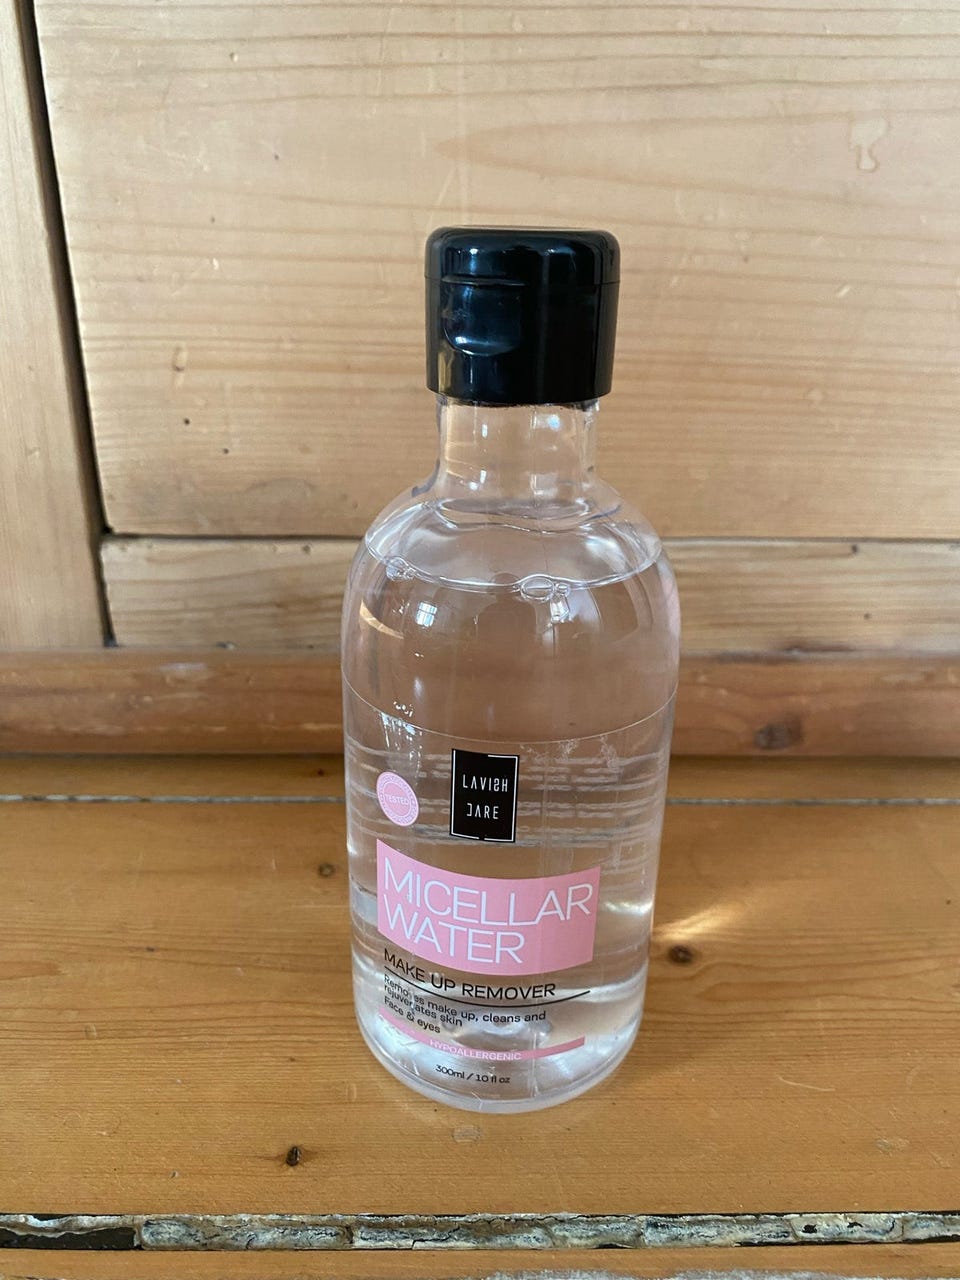 LAVISH
CARE
TESTED
MICELLAR
WATER
MAKE UP REMOVER
Removes make up, cleans and
rejuvenates skin
Face & eyes
HYPOALLERGENIC
300ml / 10 fl oz